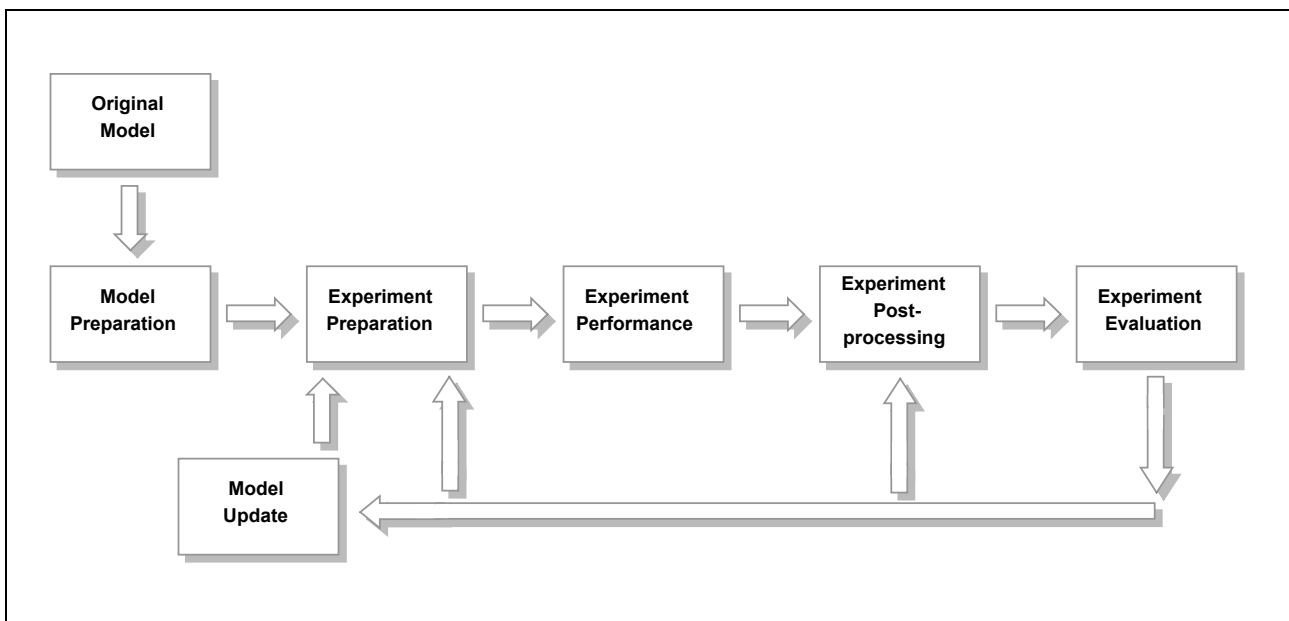 Original
Model
Model
Preparation
Experiment
Preparation
Experiment
Performance
Experiment
Post-
processing
Experiment
Evaluation
Model
Update